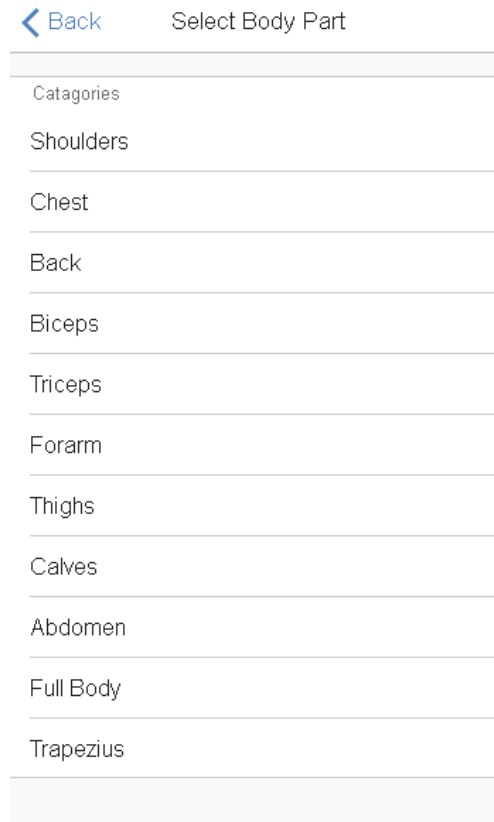 Back Select Body Part
Catagories
Shoulders
Chest
Back
Biceps
Triceps
Forarm
Thighs
Calves
Abdomen
Full Body
Trapezius